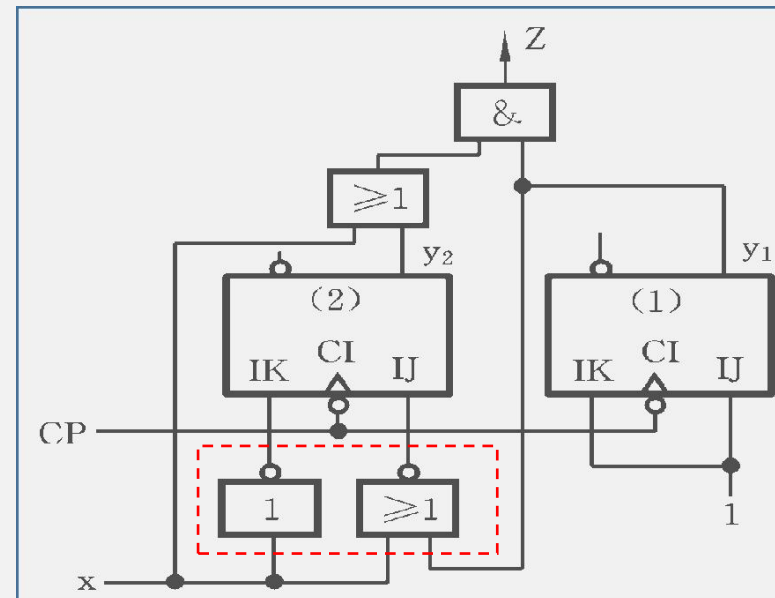 Z
&
≥1
y₂
y₁
(2)
(1)
IK CI IJ
IK CI IJ
CP
1
≥1
1
x